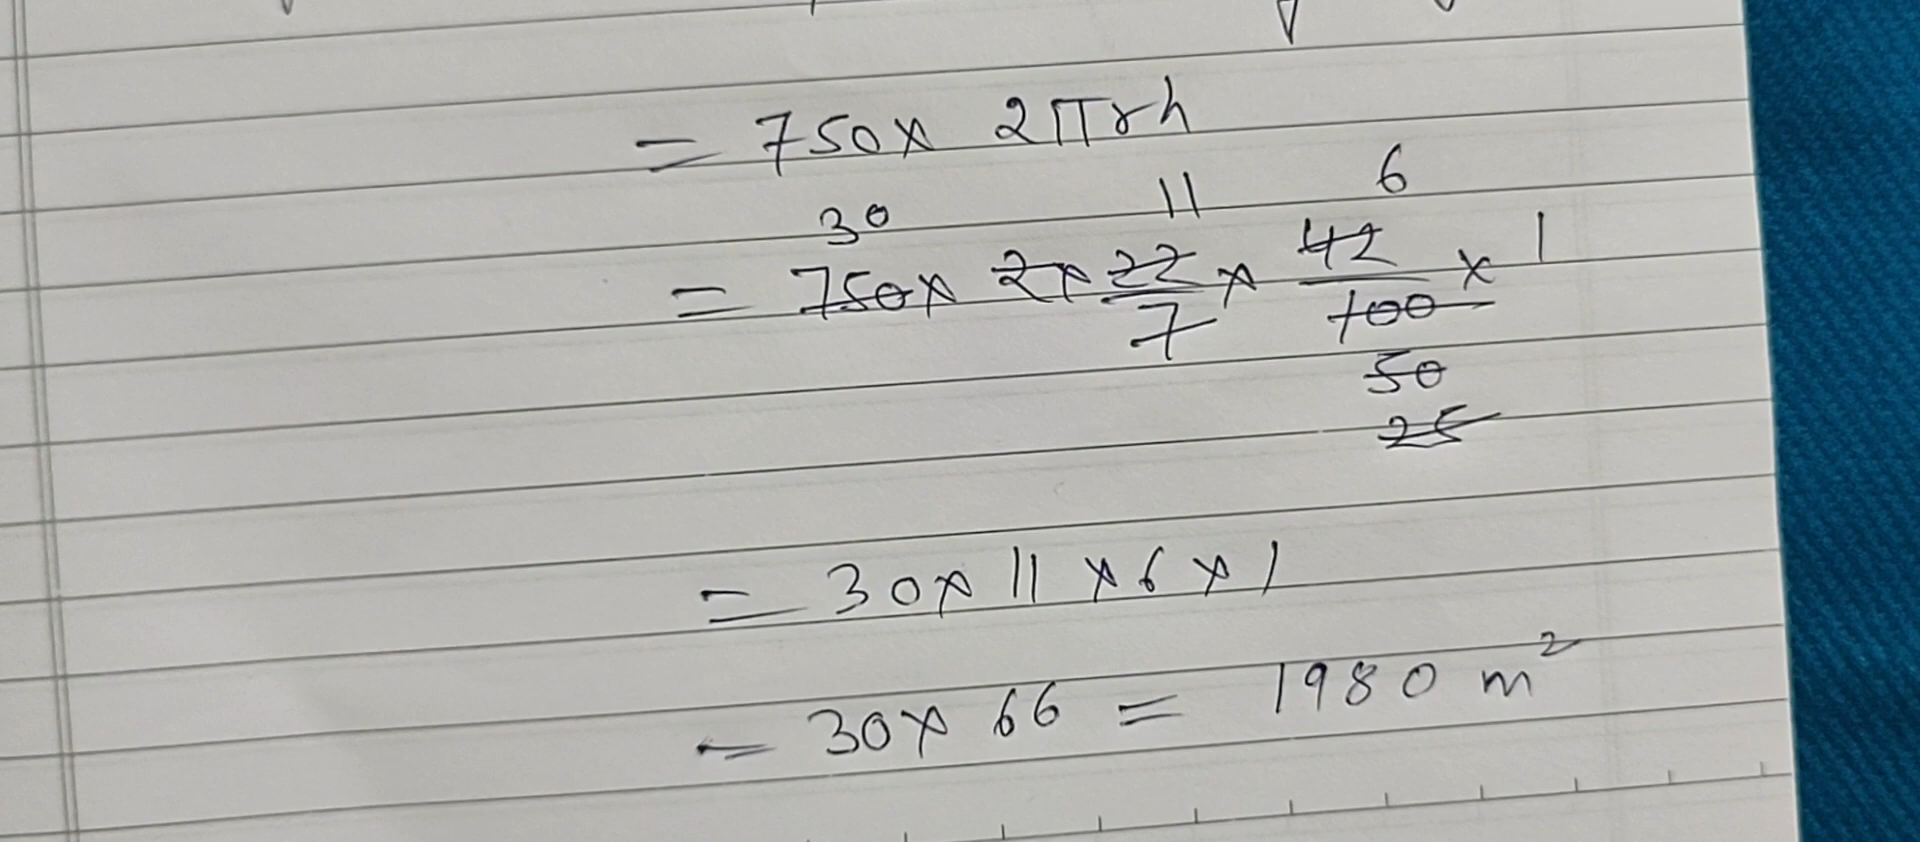 = 750 x 2πrh
30 11 6
= 750 x 2 x 22/7 x 42/100 x 1
50
25
= 30 x 11 x 6 x 1
= 30 x 66 = 1980 m²